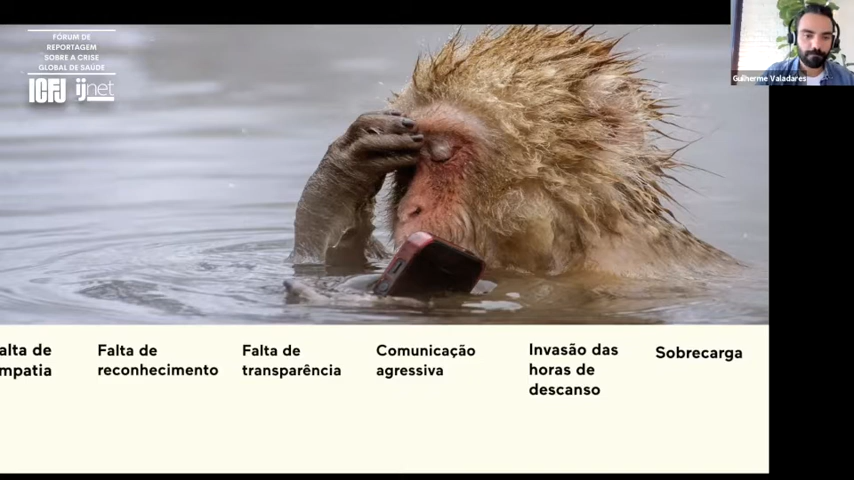 FÓRUM DE
REPORTAGEM
SOBRE A CRISE
GLOBAL DE SAÚDE
ICFJ ijnet
Guilherme Valadares
alta de
mpatia
Falta de
reconhecimento
Falta de
transparência
Comunicação
agressiva
Invasão das
horas de
descanso
Sobrecarga